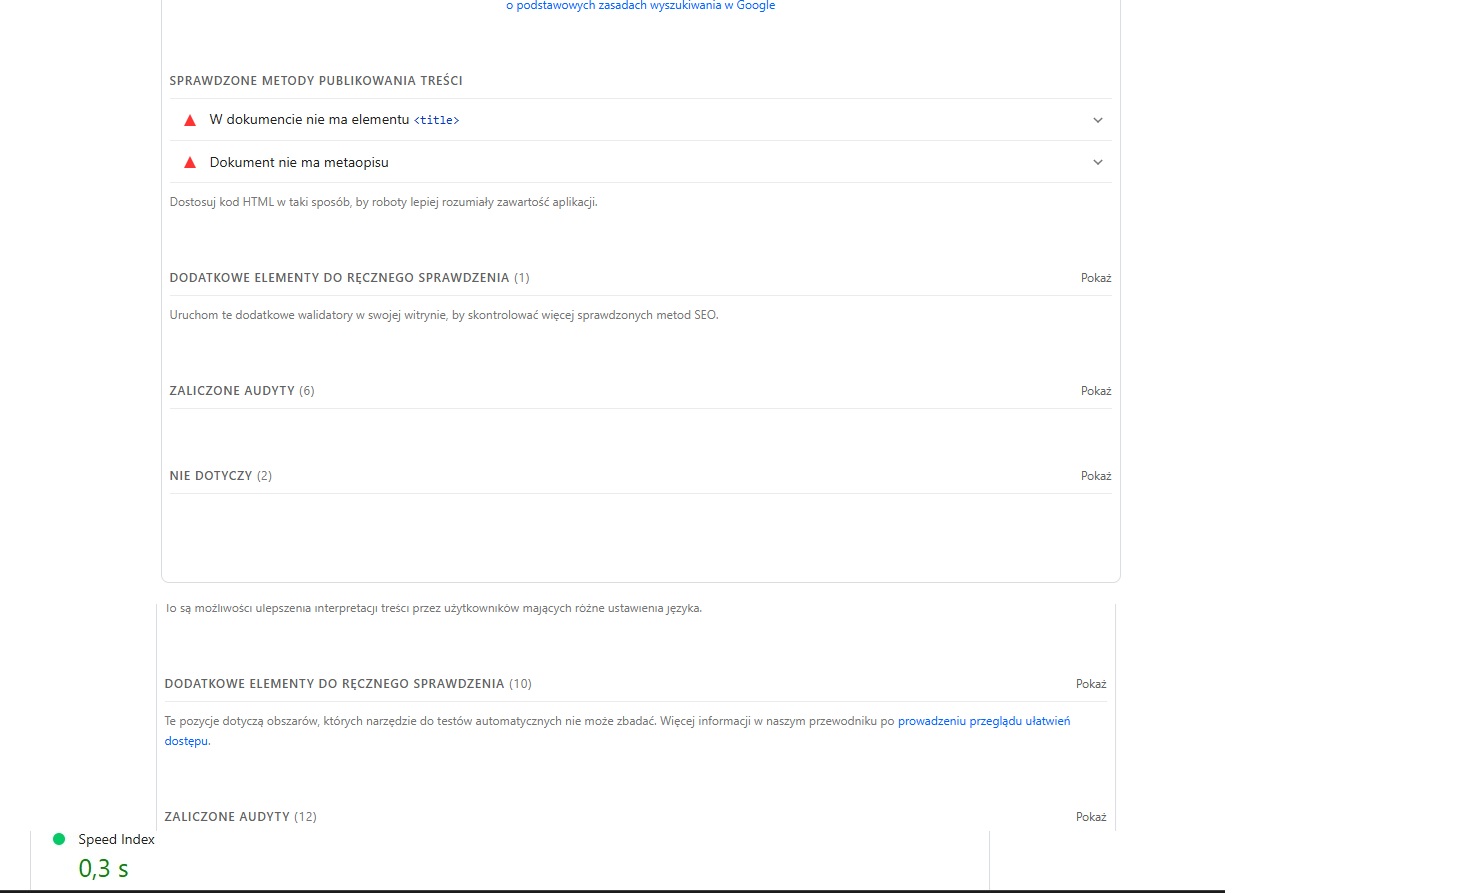 o podstawowych zasadach wyszukiwania w Google
SPRAWDZONE METODY PUBLIKOWANIA TREŚCI
W dokumencie nie ma elementu <title>
Dokument nie ma metaopisu
Dostosuj kod HTML w taki sposób, by roboty lepiej rozumiały zawartość aplikacji.
DODATKOWE ELEMENTY DO RĘCZNEGO SPRAWDZENIA (1) Pokaż
Uruchom te dodatkowe walidatory w swojej witrynie, by skontrolować więcej sprawdzonych metod SEO.
ZALICZONE AUDYTY (6) Pokaż
NIE DOTYCZY (2) Pokaż
To są możliwości ulepszenia interpretacji treści przez użytkowników mających różne ustawienia języka.
DODATKOWE ELEMENTY DO RĘCZNEGO SPRAWDZENIA (10) Pokaż
Te pozycje dotyczą obszarów, których narzędzie do testów automatycznych nie może zbadać. Więcej informacji w naszym przewodniku po prowadzeniu przeglądu ułatwień
dostępu.
ZALICZONE AUDYTY (12) Pokaż
Speed Index
0,3 s